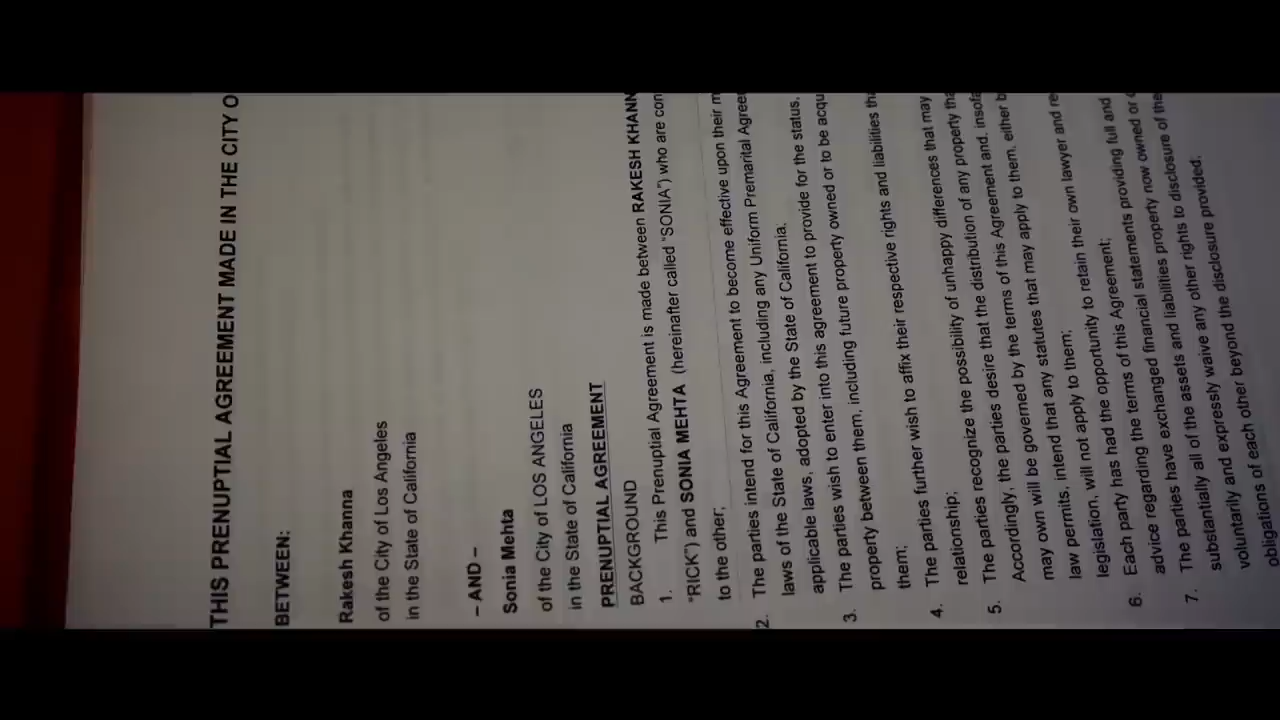 THIS PRENUPTIAL AGREEMENT MADE IN THE CITY O
BETWEEN:
Rakesh Khanna
of the City of Los Angeles
in the State of California
– AND –
Sonia Mehta
of the City of LOS ANGELES
in the State of California
PRENUPTIAL AGREEMENT
BACKGROUND
1. This Prenuptial Agreement is made between RAKESH KHANN
"RICK") and SONIA MEHTA (hereinafter called "SONIA") who are con
to the other;
2. The parties intend for this Agreement to become effective upon their m
laws of the State of California, including any Uniform Premarital Agree
applicable laws, adopted by the State of California.
3. The parties wish to enter into this agreement to provide for the status,
property between them, including future property owned or to be acqu
them;
4. The parties further wish to affix their respective rights and liabilities tha
relationship;
5. The parties recognize the possibility of unhappy differences that may
Accordingly, the parties desire that the distribution of any property tha
may own will be governed by the terms of this Agreement and, insofa
law permits, intend that any statutes that may apply to them, either b
legislation, will not apply to them;
6. Each party has had the opportunity to retain their own lawyer and re
advice regarding the terms of this Agreement;
7. The parties have exchanged financial statements providing full and
substantially all of the assets and liabilities property now owned or
voluntarily and expressly waive any other rights to disclosure of the
obligations of each other beyond the disclosure provided;